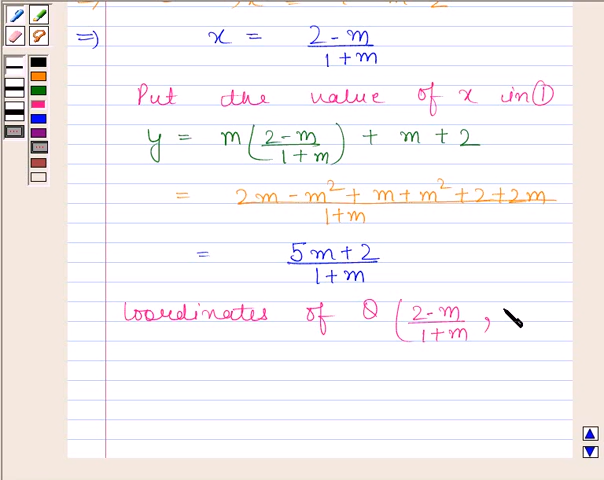 =) x = (2-m)/(1+m)
Put the value of x in ①
y = m((2-m)/(1+m)) + m + 2
= (2m - m² + m + m² + 2 + 2m)/(1+m)
= (5m + 2)/(1+m)
Coordinates of Q ((2-m)/(1+m) ,